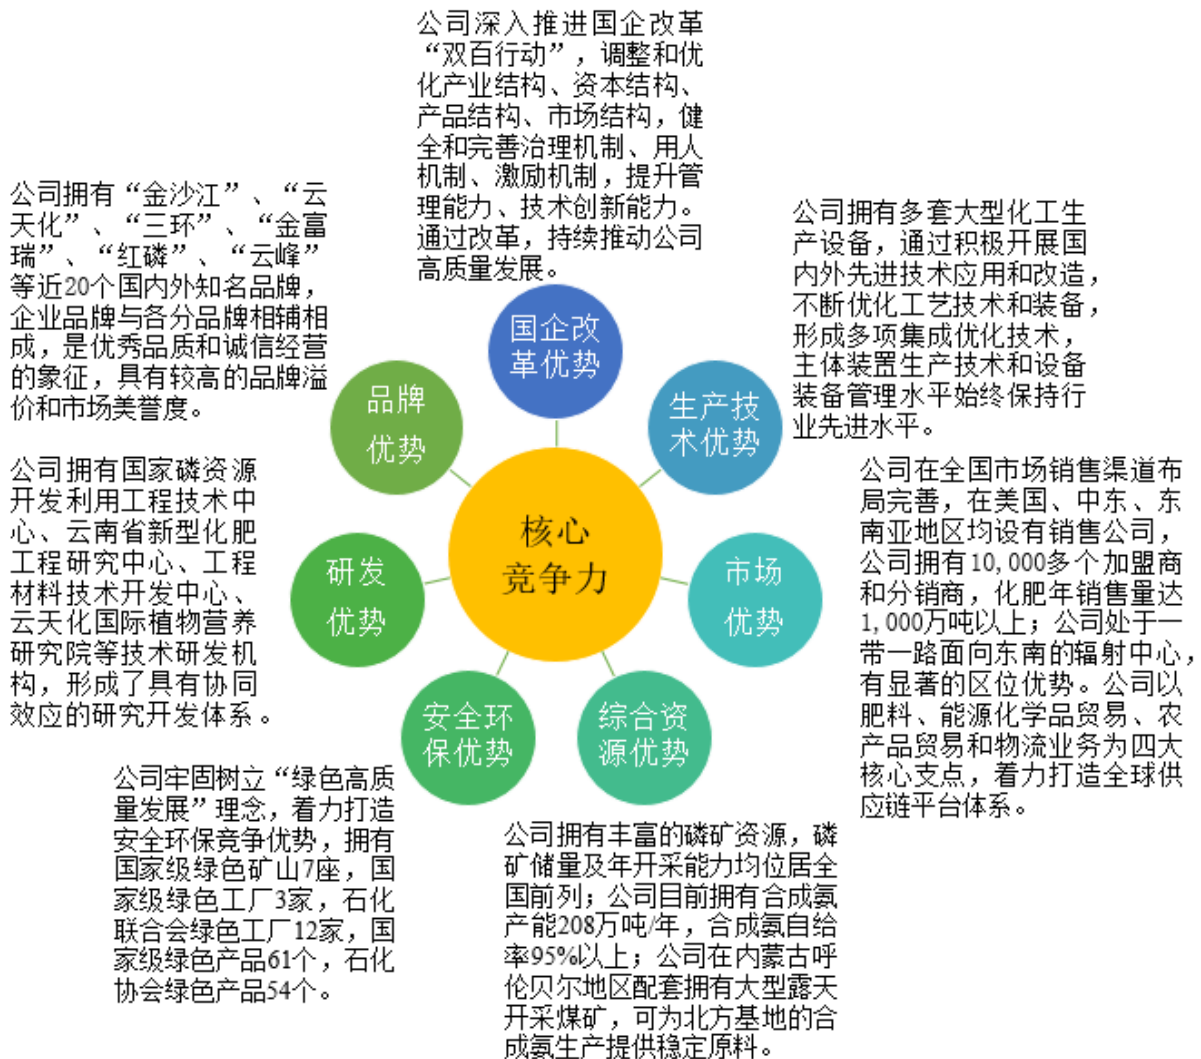 公司深入推进国企改革
“双百行动”，调整和优
化产业结构、资本结构、
产品结构、市场结构，健
全和完善治理机制、用人
机制、激励机制，提升管
理能力、技术创新能力。
通过改革，持续推动公司
高质量发展。
国企改
革优势
公司拥有多套大型化工生
产设备，通过积极开展国
内外先进技术应用和改造，
不断优化工艺技术和装备，
形成多项集成优化技术，
主体装置生产技术和设备
装备管理水平始终保持行
业先进水平。
生产技
术优势
公司在全国市场销售渠道布
局完善，在美国、中东、东
南亚地区均设有销售公司，
公司拥有10,000多个加盟商
和分销商，化肥年销售量达
1,000万吨以上；公司处于一
带一路面向东南的辐射中心，
有显著的区位优势。公司以
肥料、能源化学品贸易、农
产品贸易和物流业务为四大
核心支点，着力打造全球供
应链平台体系。
市场
优势
综合资
源优势
公司拥有丰富的磷矿资源，磷
矿储量及年开采能力均位居全
国前列；公司目前拥有合成氨
产能208万吨/年，合成氨自给
率95%以上；公司在内蒙古呼
伦贝尔地区配套拥有大型露天
开采煤矿，可为北方基地的合
成氨生产提供稳定原料。
安全环
保优势
公司牢固树立“绿色高质
量发展”理念，着力打造
安全环保竞争优势，拥有
国家级绿色矿山7座，国
家级绿色工厂3家，石化
联合会绿色工厂12家，国
家级绿色产品61个，石化
协会绿色产品54个。
研发
优势
公司拥有国家磷资源
开发利用工程技术中
心、云南省新型化肥
工程研究中心、工程
材料技术开发中心、
云天化国际植物营养
研究院等技术研发机
构，形成了具有协同
效应的研究开发体系。
品牌
优势
公司拥有“金沙江”、“云
天化”、“三环”、“金富
瑞”、“红磷”、“云峰”
等近20个国内外知名品牌，
企业品牌与各分品牌相辅相
成，是优秀品质和诚信经营
的象征，具有较高的品牌溢
价和市场美誉度。
核心
竞争力